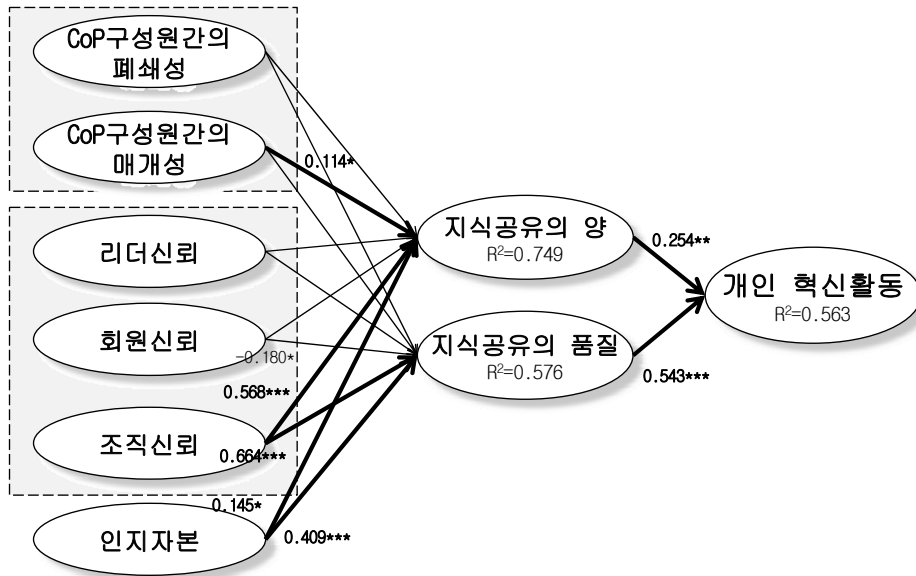 CoP구성원간의
폐쇄성
CoP구성원간의
매개성
0.114*
리더신뢰
지식공유의 양
R²=0.749
0.254**
개인 혁신활동
R²=0.563
회원신뢰
-0.180*
지식공유의 품질
R²=0.576
0.543***
0.568***
조직신뢰
0.664***
0.145*
인지자본
0.409***